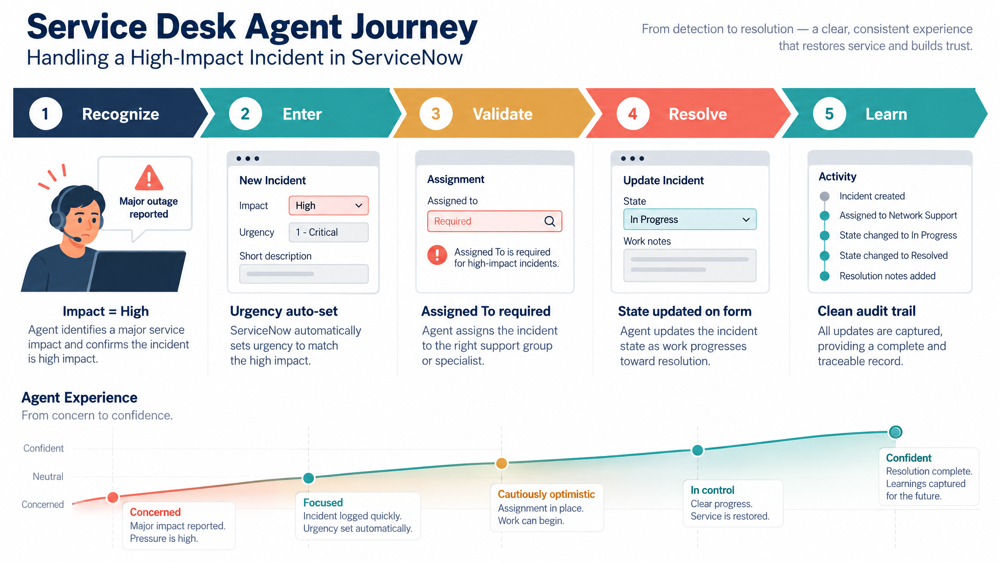 Service Desk Agent Journey
Handling a High-Impact Incident in ServiceNow
From detection to resolution — a clear, consistent experience
that restores service and builds trust.
1 Recognize
2 Enter
3 Validate
4 Resolve
5 Learn
!
Major outage
reported
Impact = High
Agent identifies a major service
impact and confirms the incident
is high impact.
New Incident
Impact High
Urgency 1 - Critical
Short description
Urgency auto-set
ServiceNow automatically
sets urgency to match
the high impact.
Assignment
Assigned to
Required
! Assigned To is required
for high-impact incidents.
Assigned To required
Agent assigns the incident
to the right support group
or specialist.
Update Incident
State
In Progress
Work notes
State updated on form
Agent updates the incident
state as work progresses
toward resolution.
Activity
Incident created
Assigned to Network Support
State changed to In Progress
State changed to Resolved
Resolution notes added
Clean audit trail
All updates are captured,
providing a complete and
traceable record.
Agent Experience
From concern to confidence.
Confident
Neutral
Concerned
Concerned
Major impact reported.
Pressure is high.
Focused
Incident logged quickly.
Urgency set automatically.
Cautiously optimistic
Assignment in place.
Work can begin.
In control
Clear progress.
Service is restored.
Confident
Resolution complete.
Learnings captured
for the future.